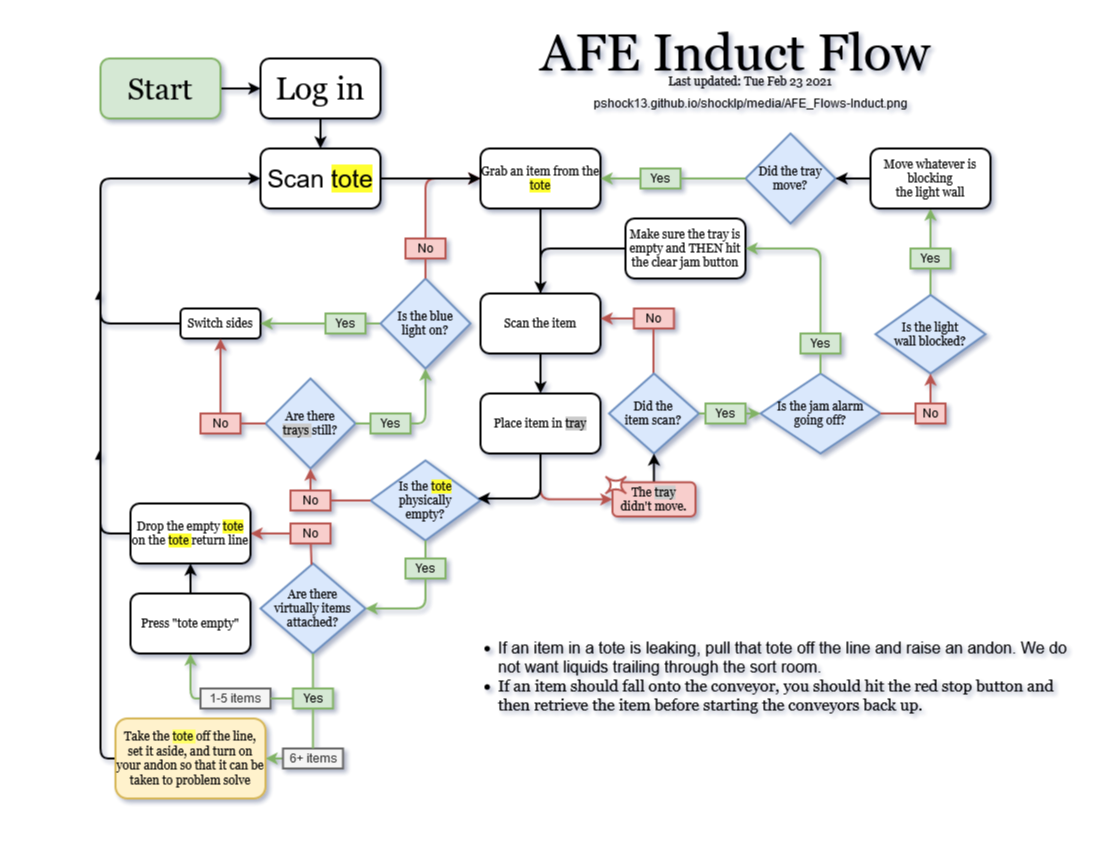 AFE Induct Flow
Last updated: Tue Feb 23 2021
pshock13.github.io/shocklp/media/AFE_Flows-Induct.png
Start
Log in
Scan tote
Grab an item from the
tote
Yes
Did the tray
move?
Move whatever is
blocking
the light wall
No
Make sure the tray is
empty and THEN hit
the clear jam button
Yes
Switch sides
Yes
Is the blue
light on?
Scan the item
No
Yes
Is the light
wall blocked?
No
Are there
trays still?
Yes
Place item in tray
Did the
item scan?
Yes
Is the jam alarm
going off?
No
No
Is the tote
physically
empty?
The tray
didn't move.
Drop the empty tote
on the tote return line
No
Yes
Are there
virtually items
attached?
Press "tote empty"
1-5 items
Yes
Take the tote off the line,
set it aside, and turn on
your andon so that it can be
taken to problem solve
6+ items
• If an item in a tote is leaking, pull that tote off the line and raise an andon. We do
not want liquids trailing through the sort room.
• If an item should fall onto the conveyor, you should hit the red stop button and
then retrieve the item before starting the conveyors back up.